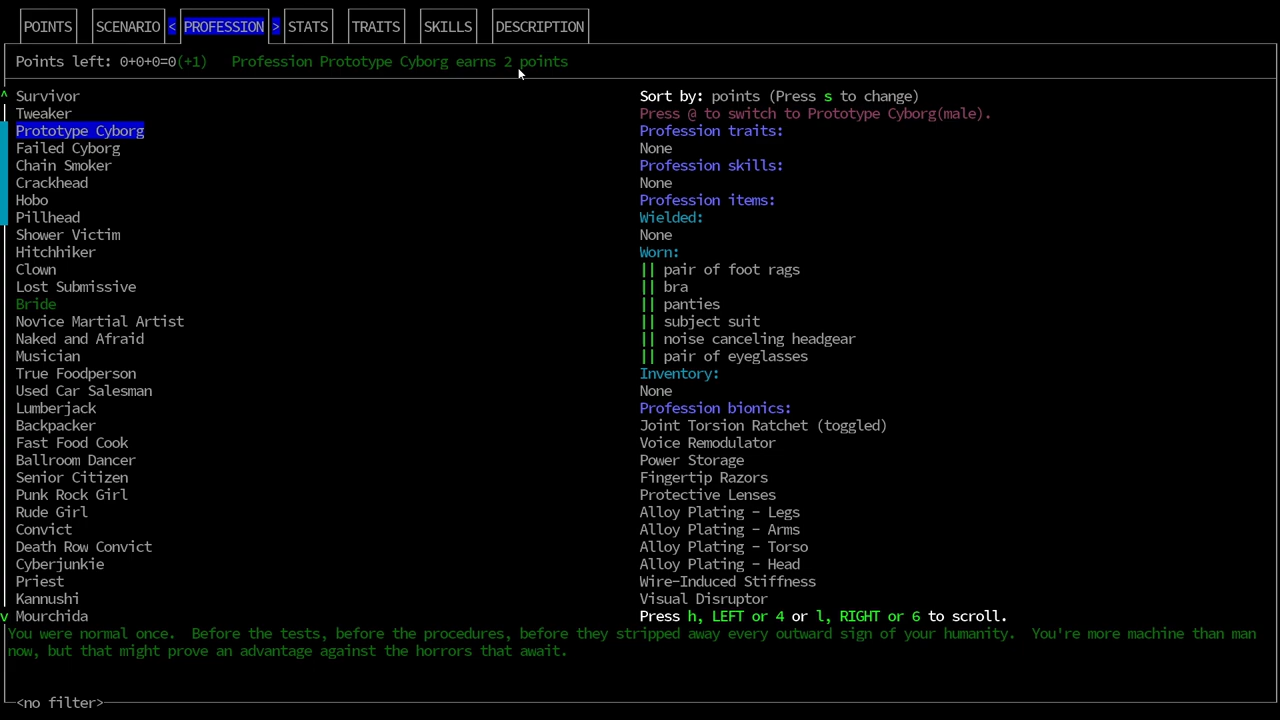 POINTS SCENARIO < PROFESSION > STATS TRAITS SKILLS DESCRIPTION
Points left: 0+0+0=0(+1) Profession Prototype Cyborg earns 2 points
^ Survivor
Tweaker
Prototype Cyborg
Failed Cyborg
Chain Smoker
Crackhead
Hobo
Pillhead
Shower Victim
Hitchhiker
Clown
Lost Submissive
Bride
Novice Martial Artist
Naked and Afraid
Musician
True Foodperson
Used Car Salesman
Lumberjack
Backpacker
Fast Food Cook
Ballroom Dancer
Senior Citizen
Punk Rock Girl
Rude Girl
Convict
Death Row Convict
Cyberjunkie
Priest
Kannushi
v Mourchida
Sort by: points (Press s to change)
Press @ to switch to Prototype Cyborg(male).
Profession traits:
None
Profession skills:
None
Profession items:
Wielded:
None
Worn:
|| pair of foot rags
|| bra
|| panties
|| subject suit
|| noise canceling headgear
|| pair of eyeglasses
Inventory:
None
Profession bionics:
Joint Torsion Ratchet (toggled)
Voice Remodulator
Power Storage
Fingertip Razors
Protective Lenses
Alloy Plating - Legs
Alloy Plating - Arms
Alloy Plating - Torso
Alloy Plating - Head
Wire-Induced Stiffness
Visual Disruptor
Press h, LEFT or 4 or l, RIGHT or 6 to scroll.
You were normal once. Before the tests, before the procedures, before they stripped away every outward sign of your humanity. You're more machine than man
now, but that might prove an advantage against the horrors that await.
<no filter>